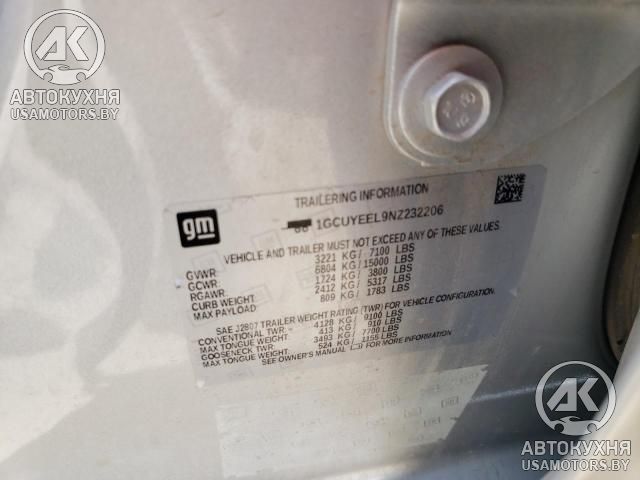 AK
АВТОКУХНЯ
USAMOTORS.BY
TRAILERING INFORMATION
gm
1GCUYEEL9NZ232206
VEHICLE AND TRAILER MUST NOT EXCEED ANY OF THESE VALUES.
GVWR: 3221 KG / 7100 LBS
GCWR: 6804 KG / 15000 LBS
RGAWR: 1724 KG / 3800 LBS
CURB WEIGHT: 2412 KG / 5317 LBS
MAX PAYLOAD: 809 KG / 1783 LBS
SAE J2807 TRAILER WEIGHT RATING (TWR) FOR VEHICLE CONFIGURATION.
CONVENTIONAL TWR: 4128 KG / 9100 LBS
MAX TONGUE WEIGHT: 413 KG / 910 LBS
GOOSENECK TWR: 3493 KG / 7700 LBS
MAX TONGUE WEIGHT: 524 KG / 1155 LBS
SEE OWNER'S MANUAL FOR MORE INFORMATION
AK
АВТОКУХНЯ
USAMOTORS.BY